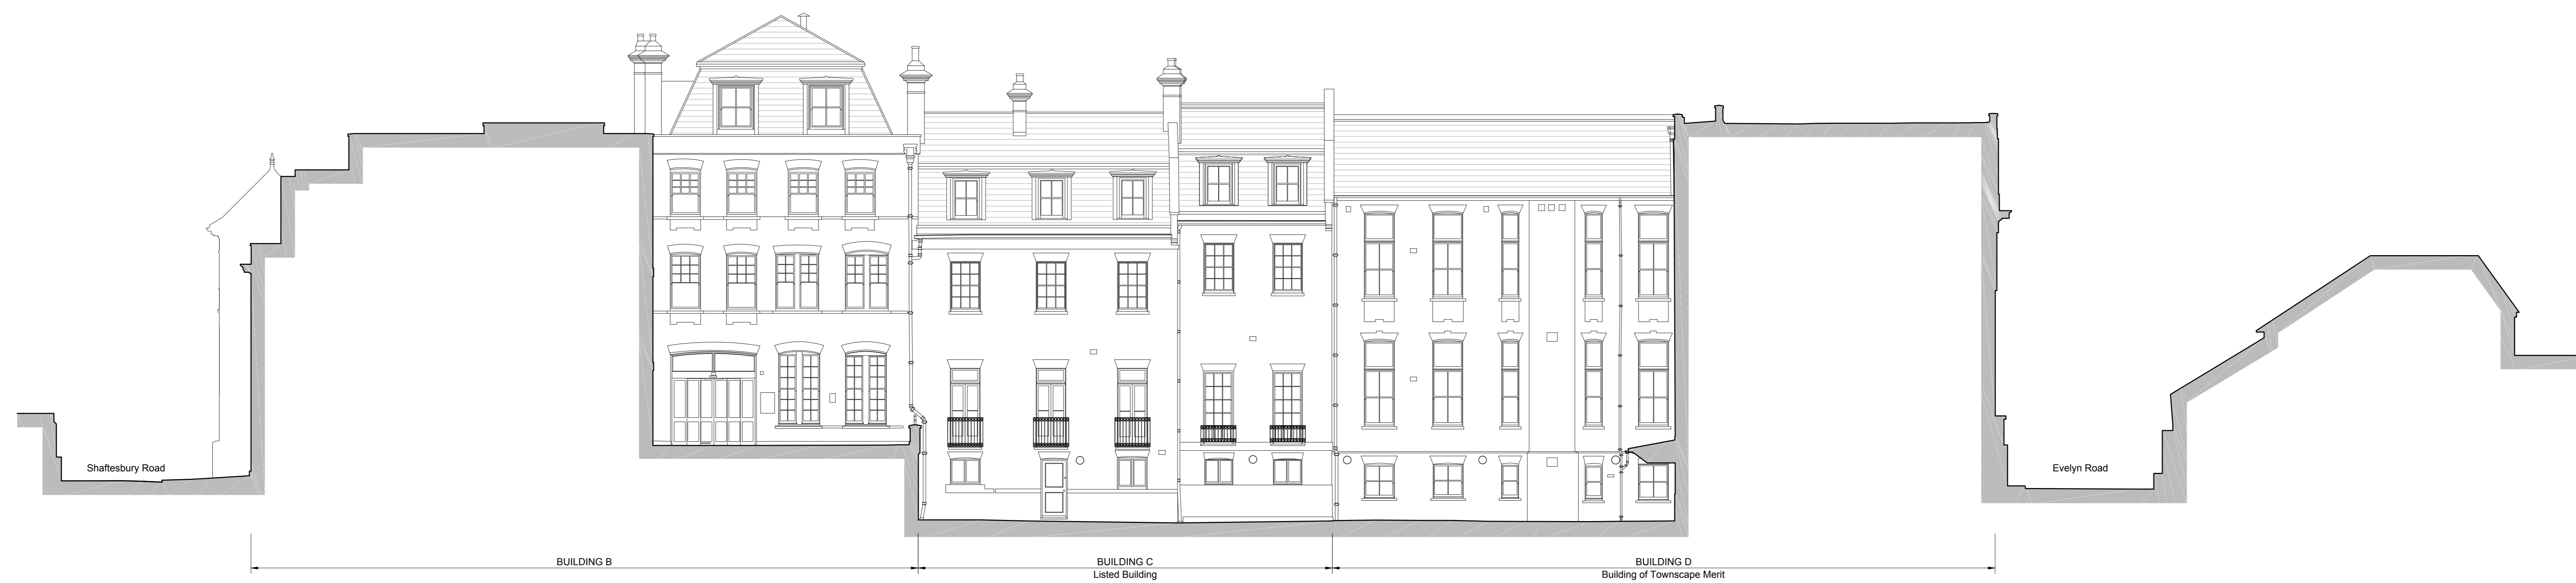 Shaftesbury Road
Evelyn Road
BUILDING B
BUILDING C
Listed Building
BUILDING D
Building of Townscape Merit